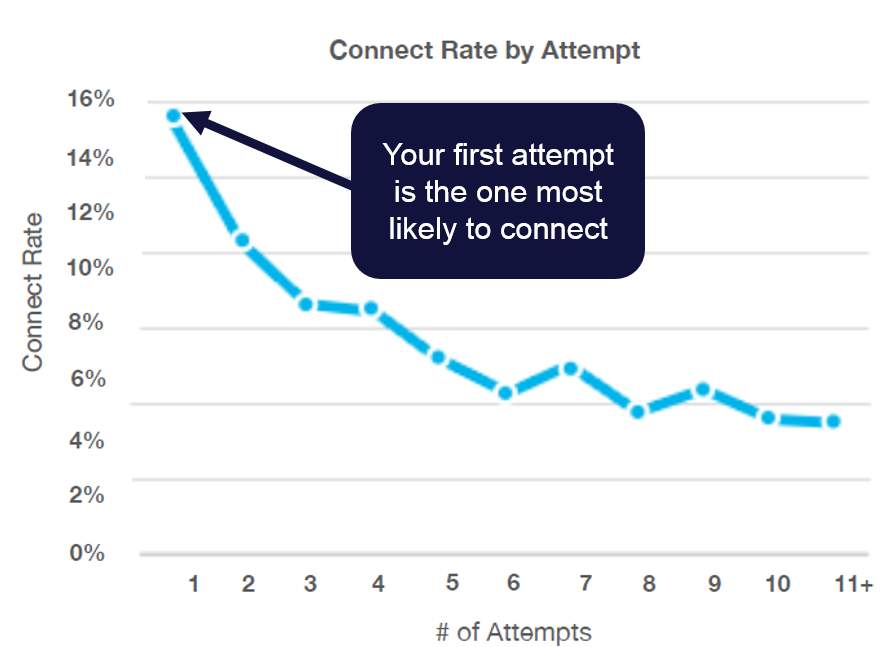 Connect Rate by Attempt
16%
14%
12%
10%
8%
6%
4%
2%
0%
Connect Rate
Your first attempt
is the one most
likely to connect
1 2 3 4 5 6 7 8 9 10 11+
# of Attempts